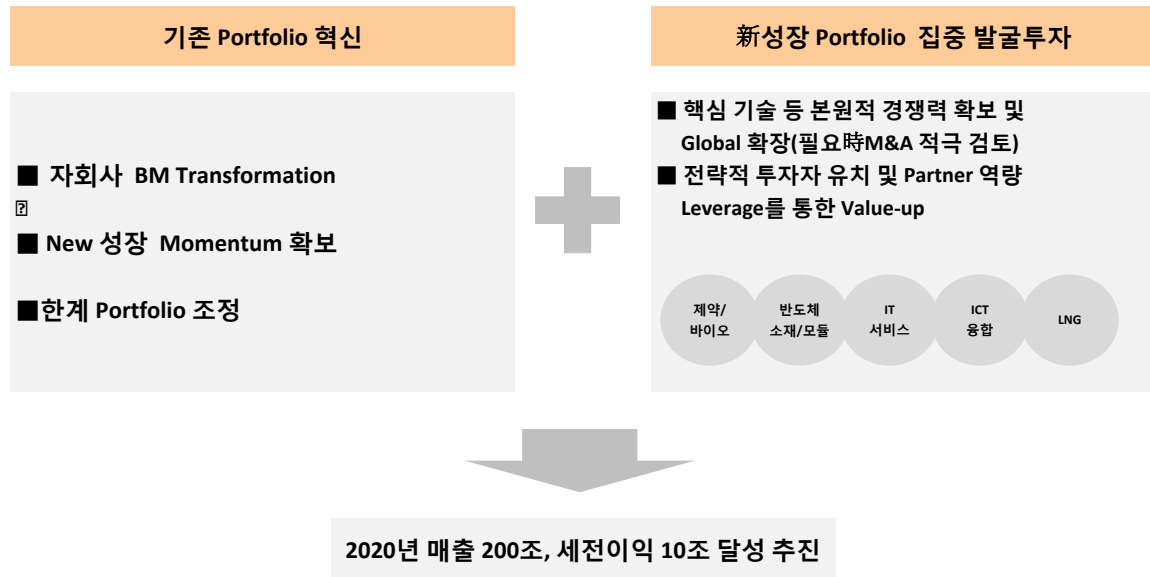 기존 Portfolio 혁신
■ 자회사 BM Transformation
■ New 성장 Momentum 확보
■한계 Portfolio 조정
新성장 Portfolio 집중 발굴투자
■ 핵심 기술 등 본원적 경쟁력 확보 및
Global 확장(필요時M&A 적극 검토)
■ 전략적 투자자 유치 및 Partner 역량
Leverage를 통한 Value-up
제약/
바이오
반도체
소재/모듈
IT
서비스
ICT
융합
LNG
2020년 매출 200조, 세전이익 10조 달성 추진